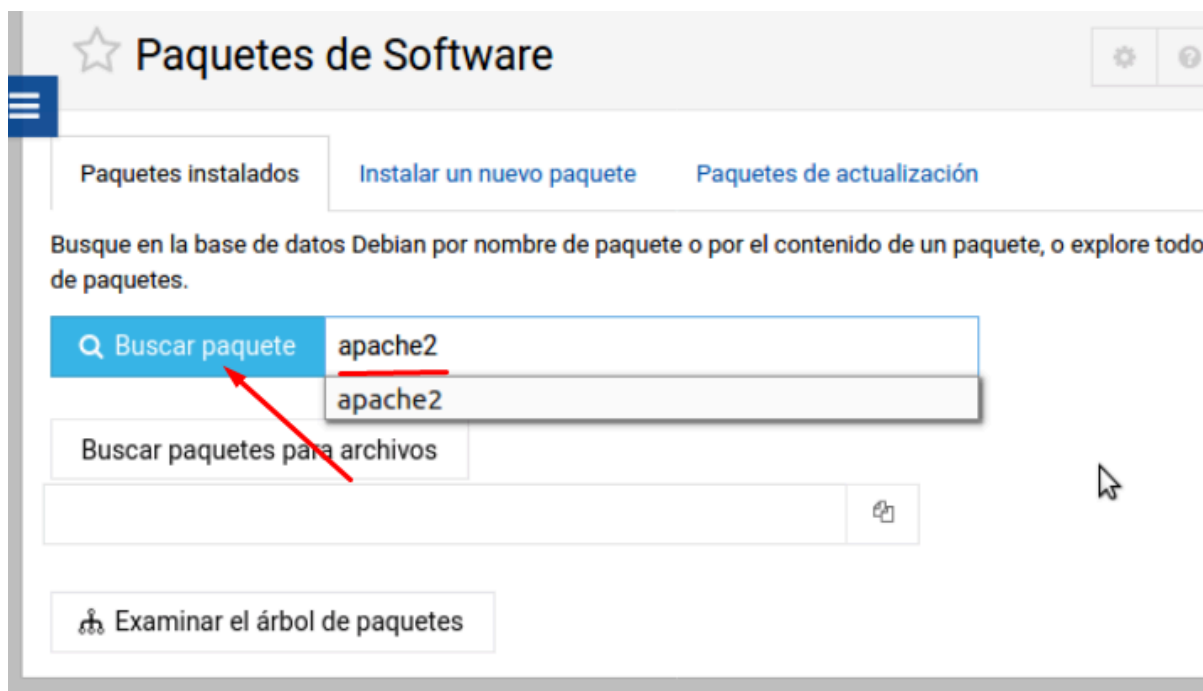 Paquetes de Software
Paquetes instalados
Instalar un nuevo paquete
Paquetes de actualización
Busque en la base de datos Debian por nombre de paquete o por el contenido de un paquete, o explore todo
de paquetes.
Buscar paquete
apache2
apache2
Buscar paquetes para archivos
Examinar el árbol de paquetes